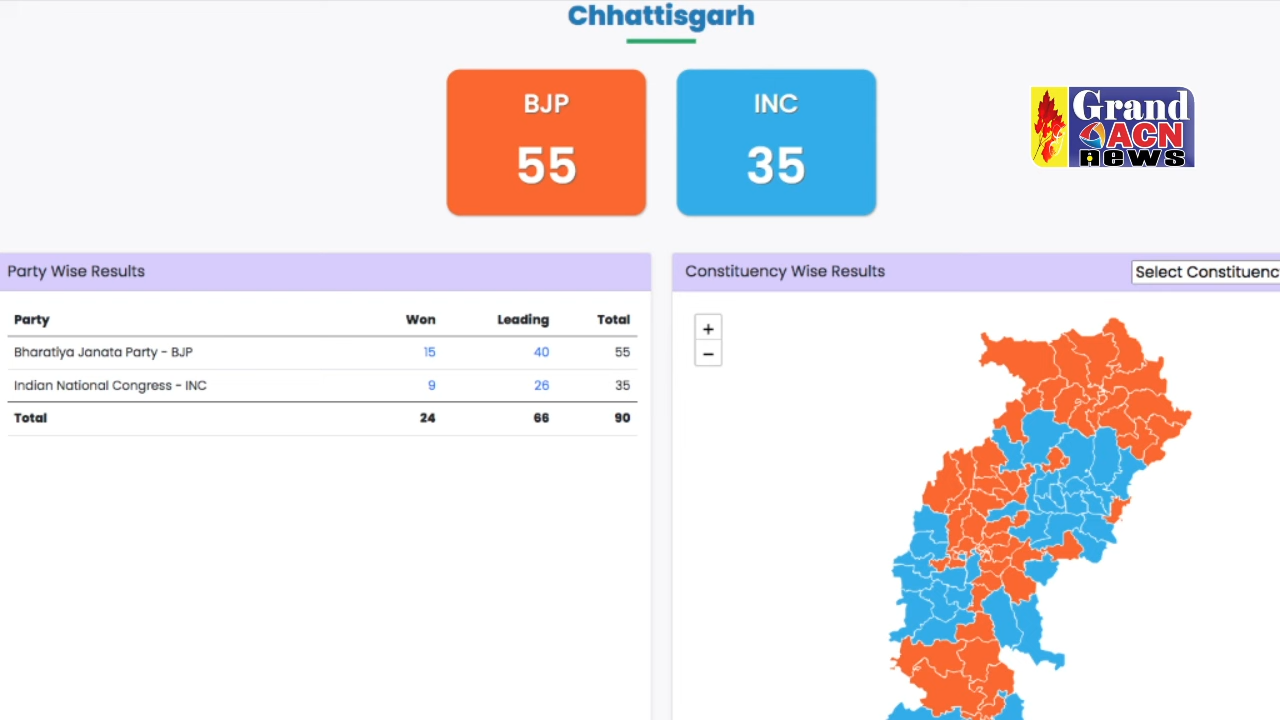 Chhattisgarh
BJP
55
INC
35
Grand
ACN
news
Party Wise Results
Party Won Leading Total
Bharatiya Janata Party - BJP 15 40 55
Indian National Congress - INC 9 26 35
Total 24 66 90
Constituency Wise Results
Select Constituenc
+
−